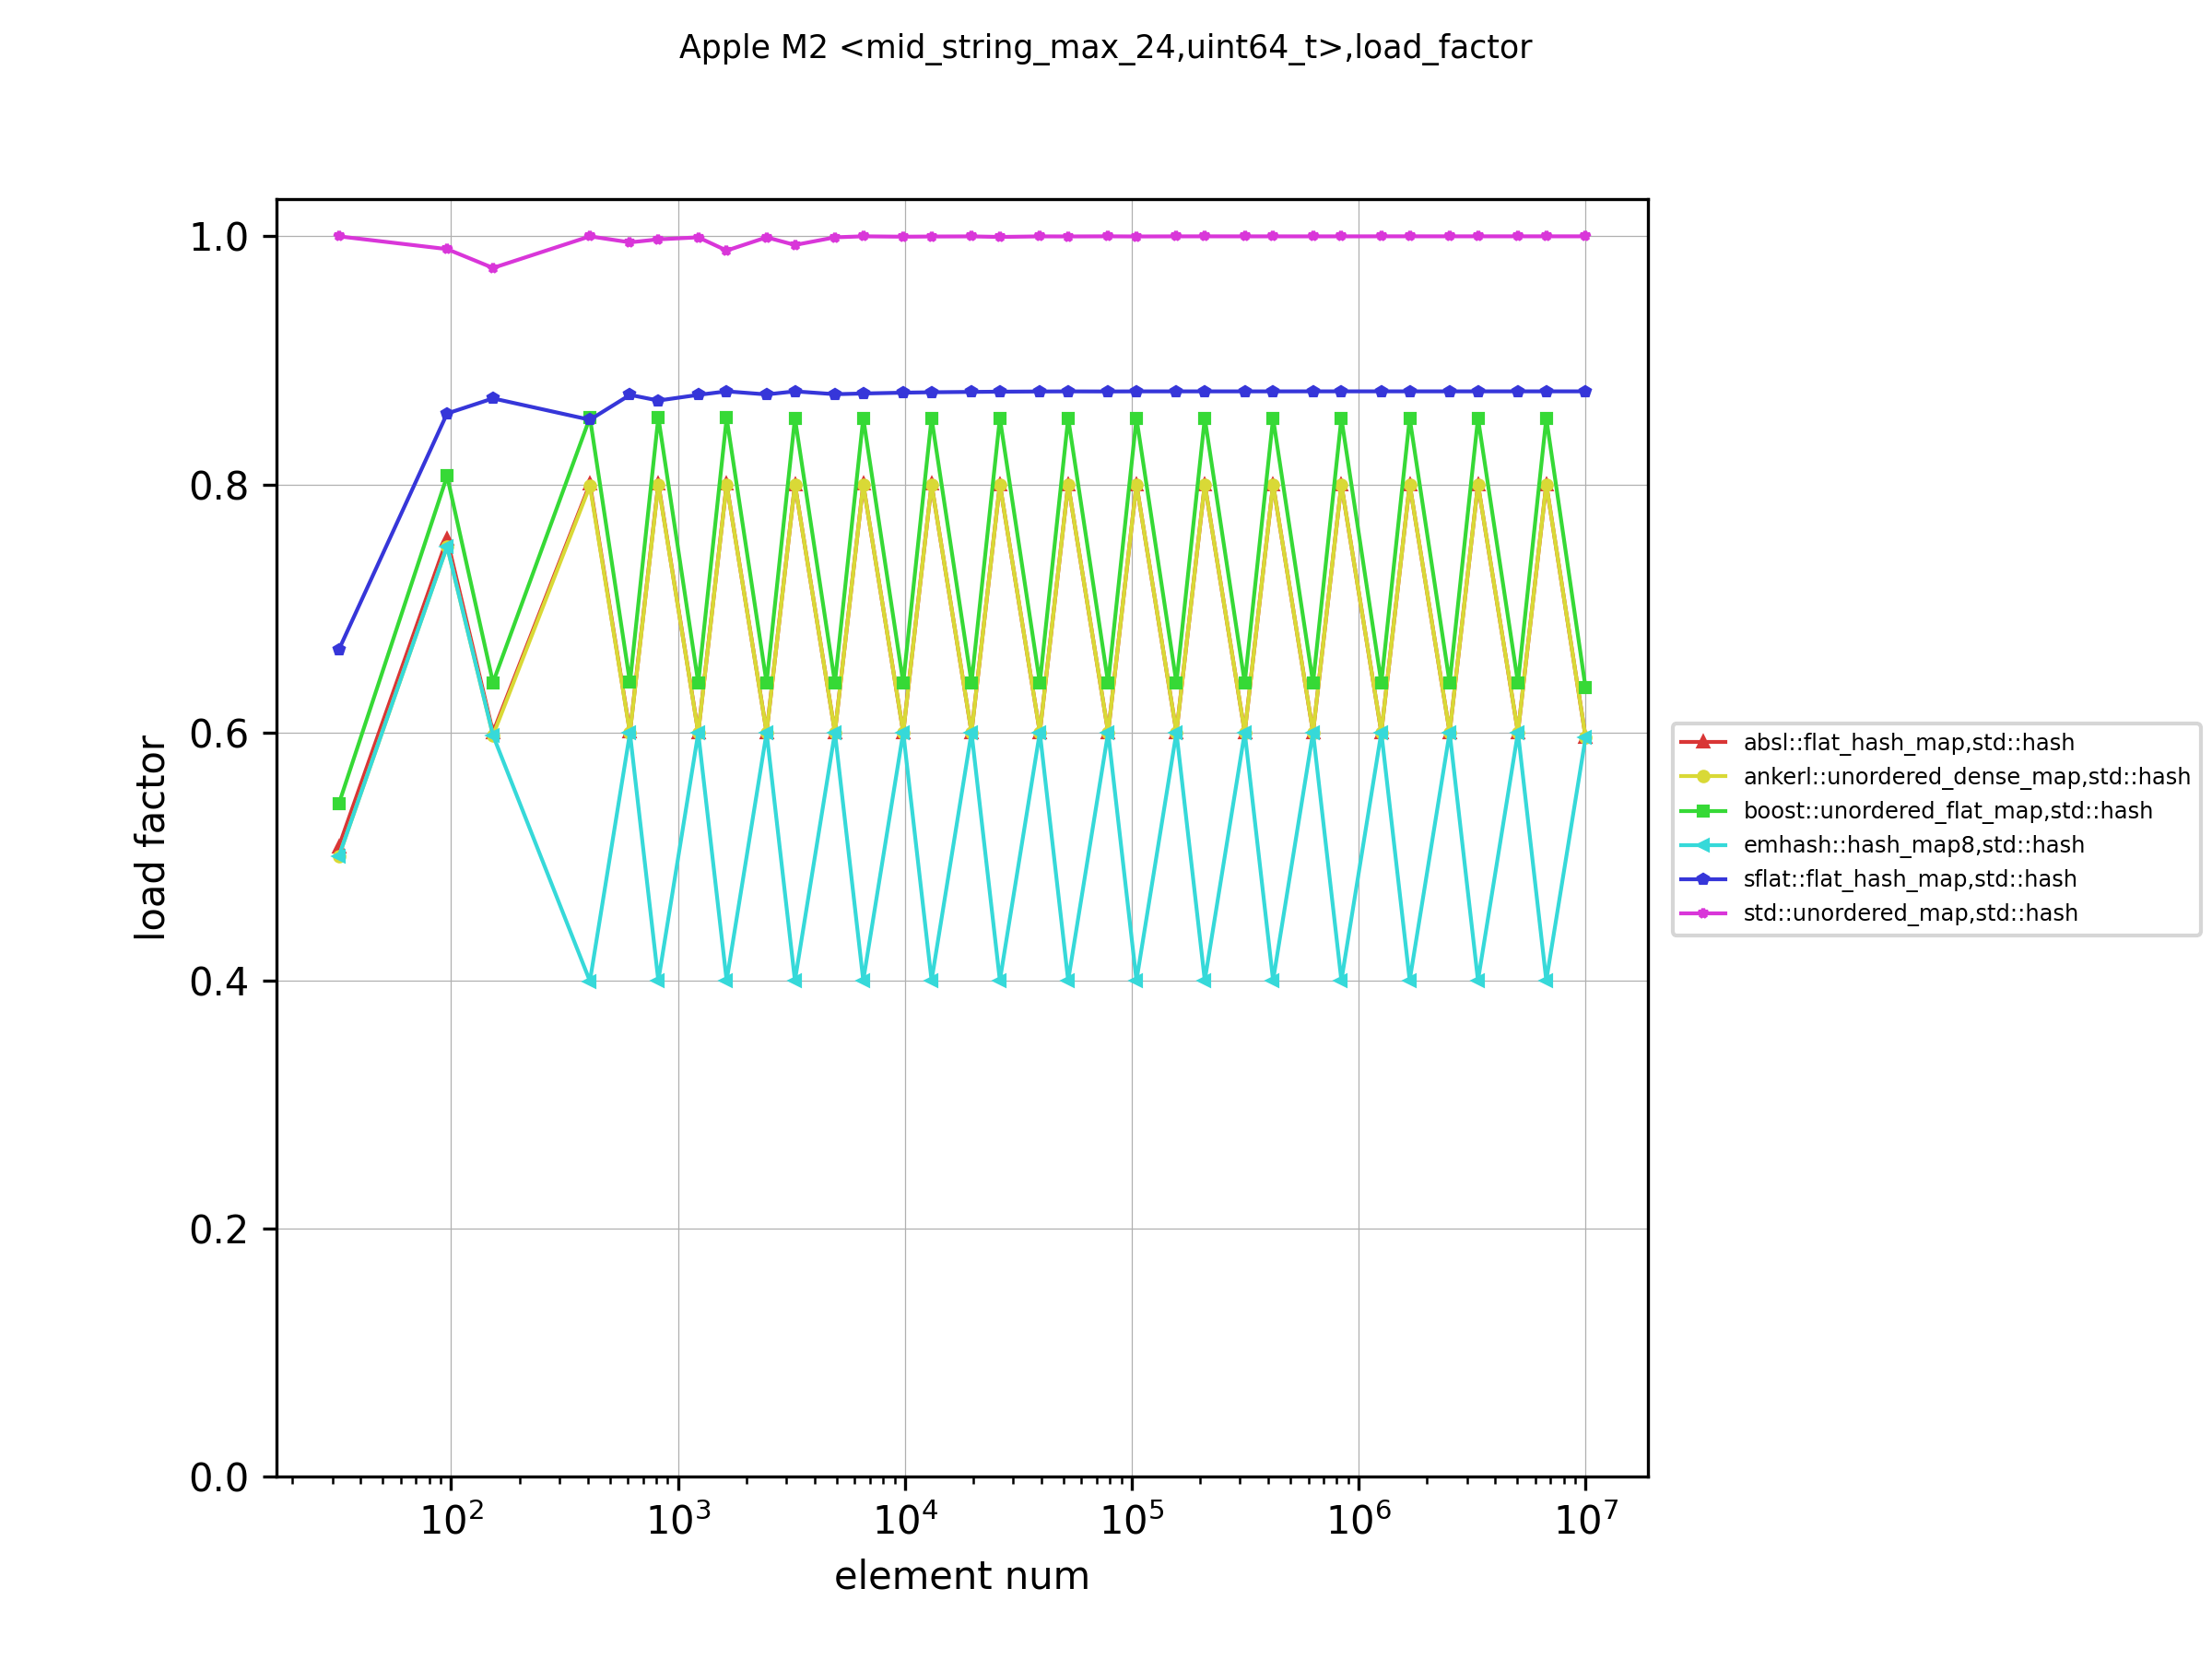 Apple M2 <mid_string_max_24,uint64_t>,load_factor
1.0
0.8
0.6
0.4
0.2
0.0
load factor
10² 10³ 10⁴ 10⁵ 10⁶ 10⁷
element num
absl::flat_hash_map,std::hash
ankerl::unordered_dense_map,std::hash
boost::unordered_flat_map,std::hash
emhash::hash_map8,std::hash
sflat::flat_hash_map,std::hash
std::unordered_map,std::hash